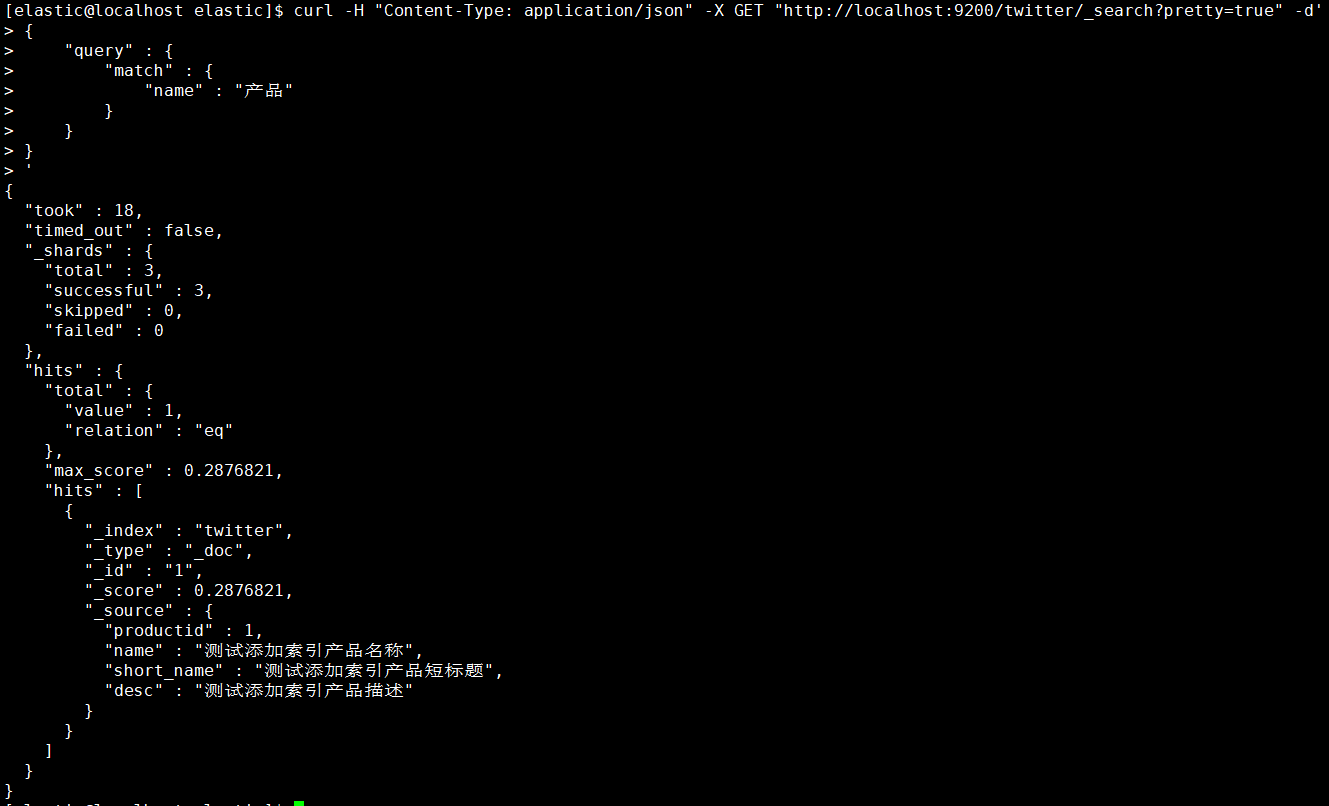 [elastic@localhost elastic]$ curl -H "Content-Type: application/json" -X GET "http://localhost:9200/twitter/_search?pretty=true" -d'
> {
>     "query" : {
>         "match" : {
>             "name" : "产品"
>         }
>     }
> }
> '
{
  "took" : 18,
  "timed_out" : false,
  "_shards" : {
    "total" : 3,
    "successful" : 3,
    "skipped" : 0,
    "failed" : 0
  },
  "hits" : {
    "total" : {
      "value" : 1,
      "relation" : "eq"
    },
    "max_score" : 0.2876821,
    "hits" : [
      {
        "_index" : "twitter",
        "_type" : "_doc",
        "_id" : "1",
        "_score" : 0.2876821,
        "_source" : {
          "productid" : 1,
          "name" : "测试添加索引产品名称",
          "short_name" : "测试添加索引产品短标题",
          "desc" : "测试添加索引产品描述"
        }
      }
    ]
  }
}